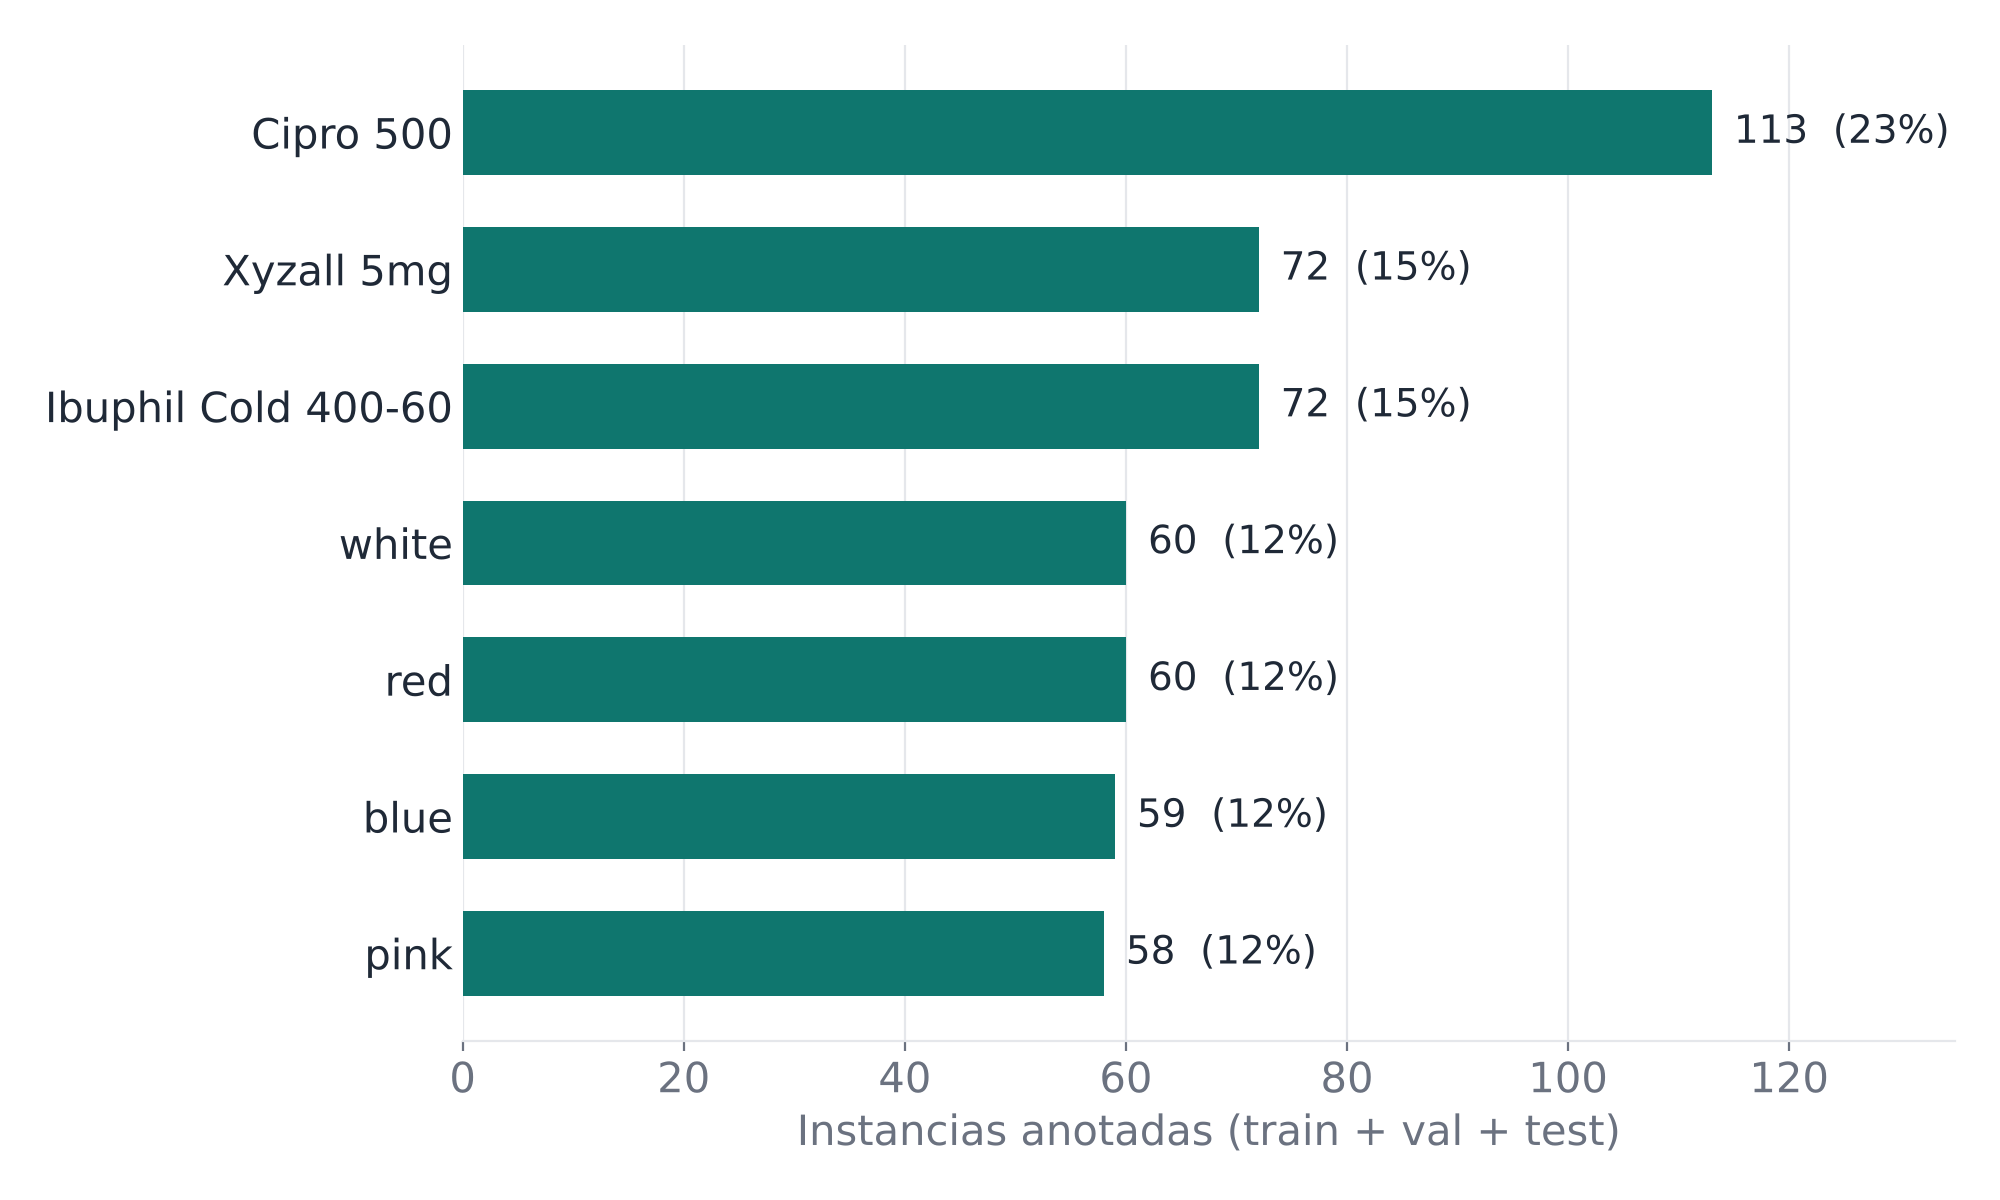 Cipro 500 113 (23%)
Xyzall 5mg 72 (15%)
Ibuphil Cold 400-60 72 (15%)
white 60 (12%)
red 60 (12%)
blue 59 (12%)
pink 58 (12%)
0 20 40 60 80 100 120
Instancias anotadas (train + val + test)